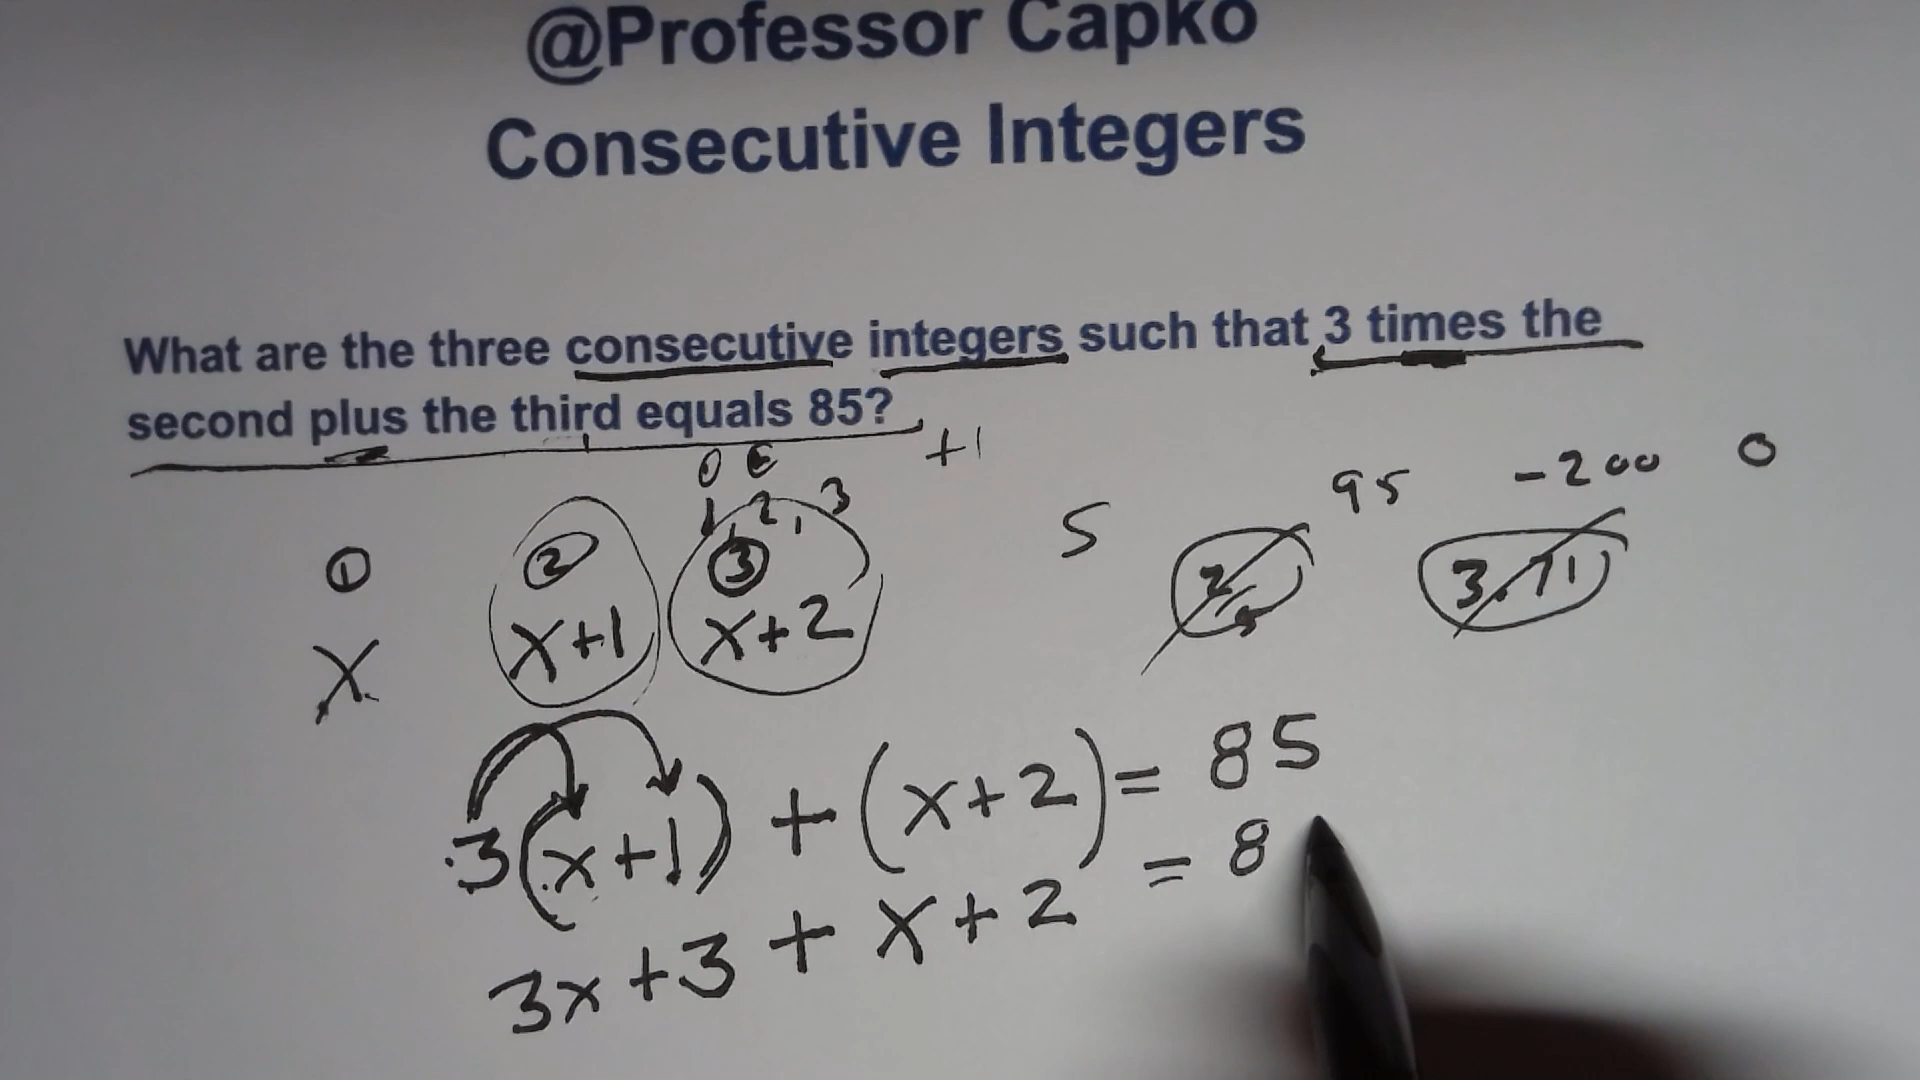 @Professor Capko
Consecutive Integers
What are the three consecutive integers such that 3 times the
second plus the third equals 85?
+1
O E
1, 2, 3
5 95 -200 0
① ② ③
x x+1 x+2
3(x+1) + (x+2) = 85
3x+3 + x+2 = 8